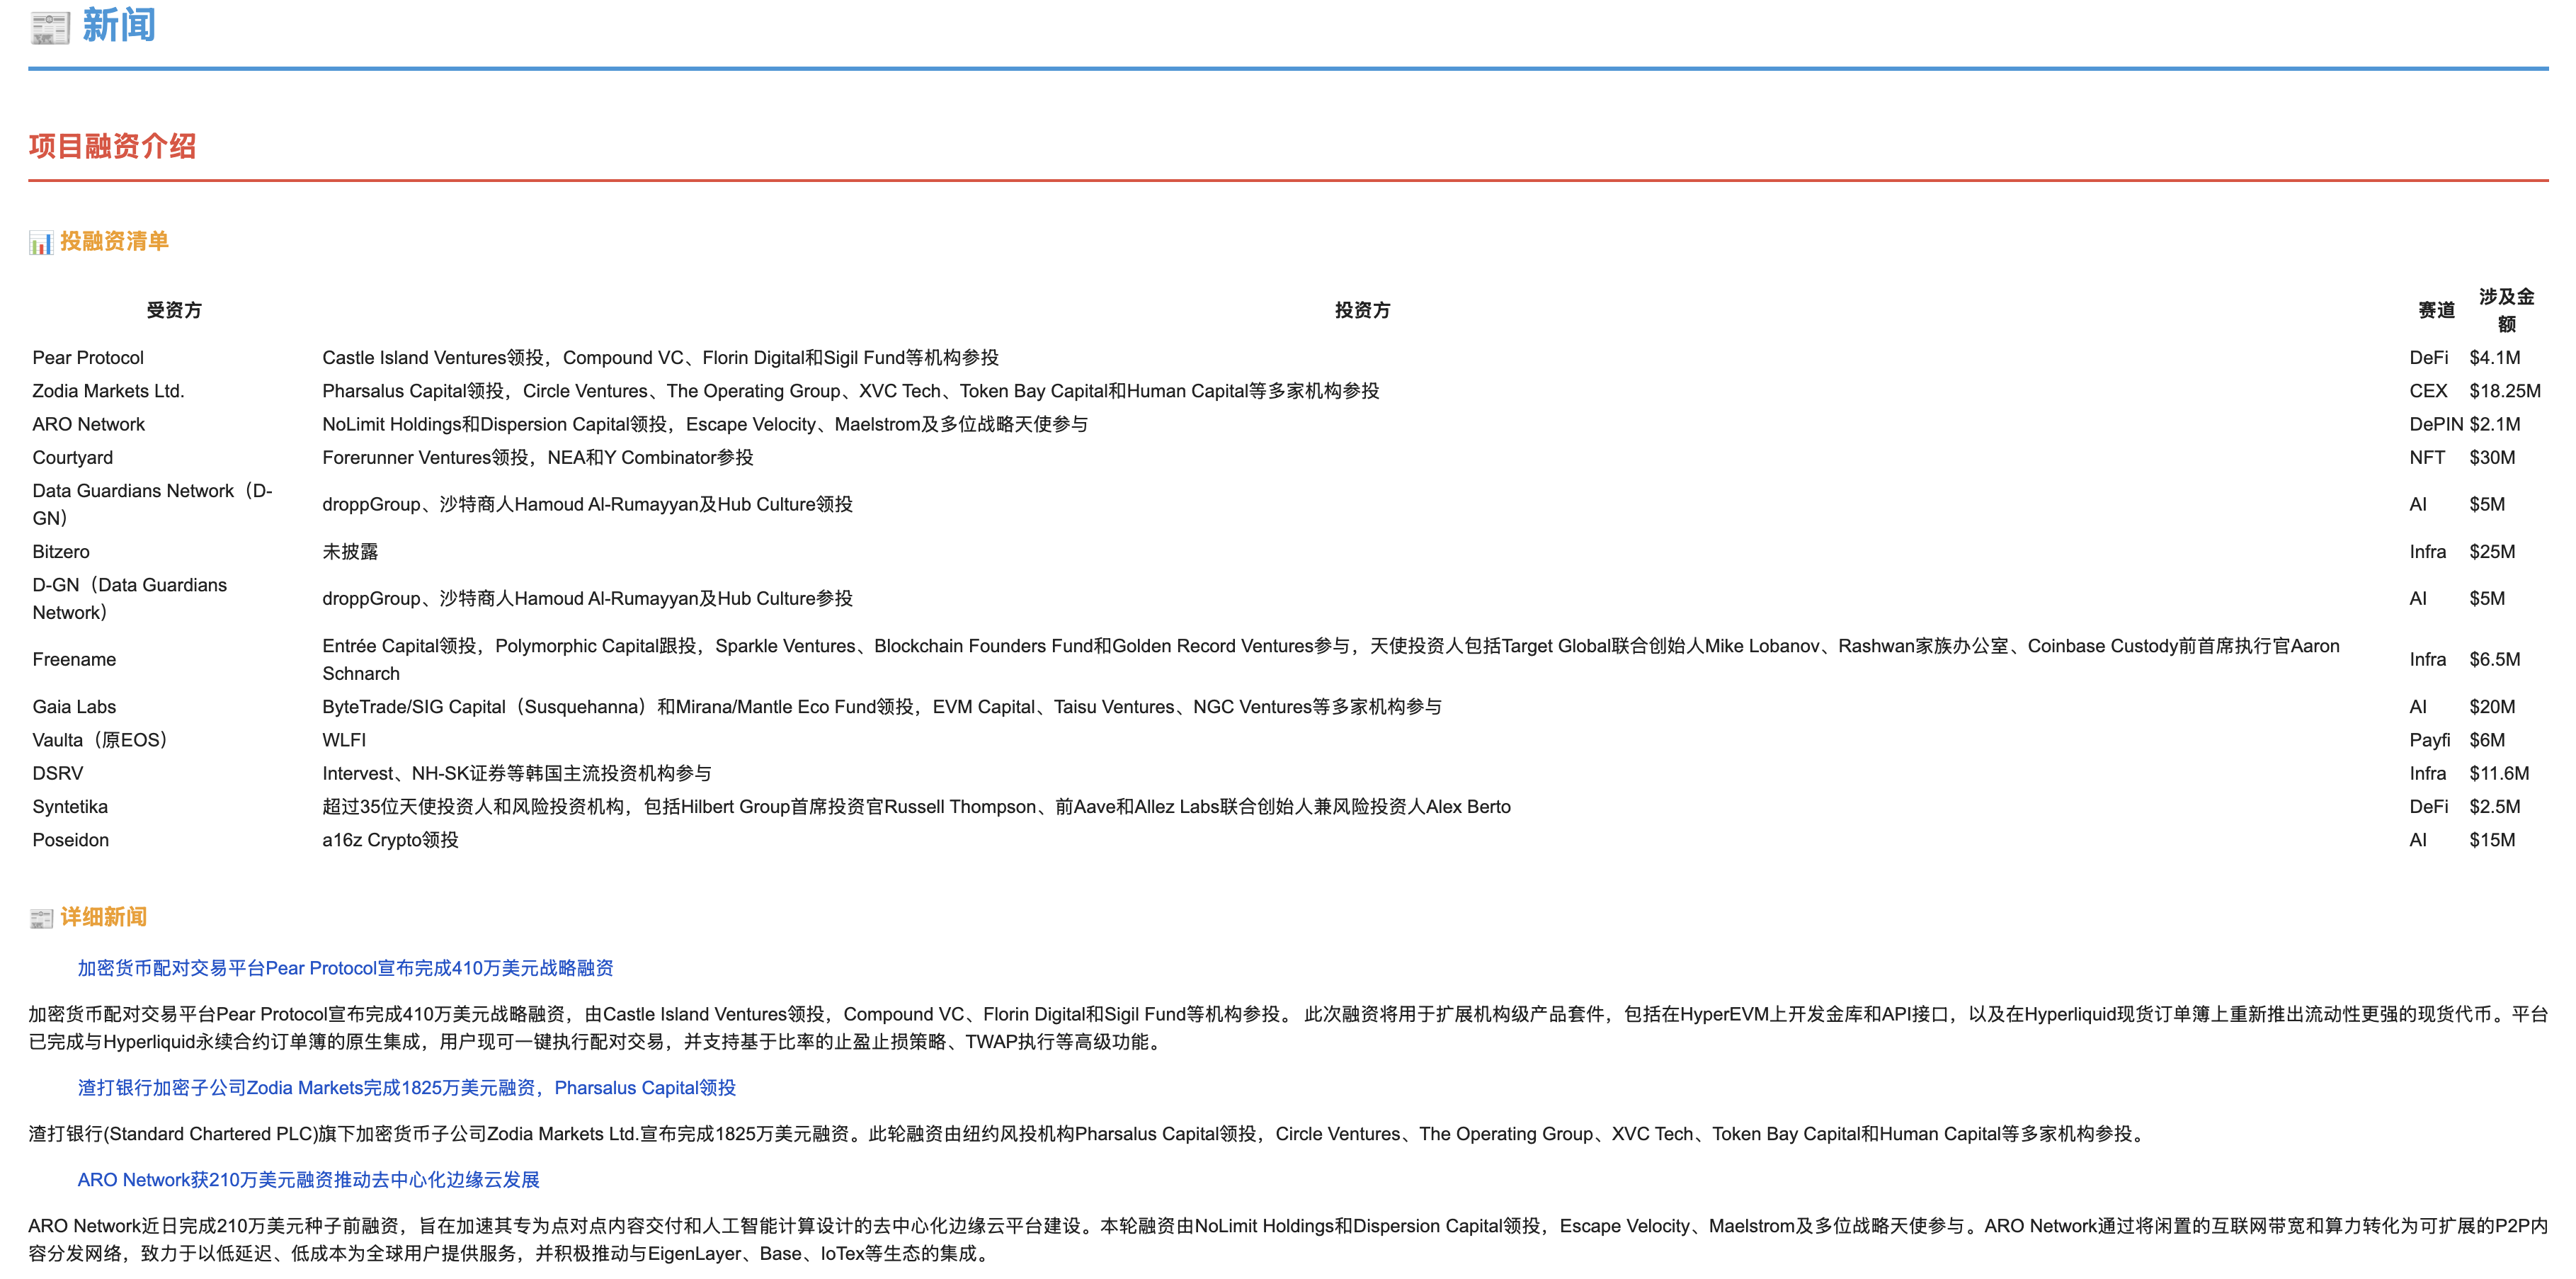 新闻
项目融资介绍
投融资清单
受资方 投资方 赛道 涉及金额
Pear Protocol Castle Island Ventures领投，Compound VC、Florin Digital和Sigil Fund等机构参投 DeFi $4.1M
Zodia Markets Ltd. Pharsalus Capital领投，Circle Ventures、The Operating Group、XVC Tech、Token Bay Capital和Human Capital等多家机构参投 CEX $18.25M
ARO Network NoLimit Holdings和Dispersion Capital领投，Escape Velocity、Maelstrom及多位战略天使参与 DePIN $2.1M
Courtyard Forerunner Ventures领投，NEA和Y Combinator参投 NFT $30M
Data Guardians Network（D-GN） droppGroup、沙特商人Hamoud Al-Rumayyan及Hub Culture领投 AI $5M
Bitzero 未披露 Infra $25M
D-GN（Data Guardians Network） droppGroup、沙特商人Hamoud Al-Rumayyan及Hub Culture参投 AI $5M
Freename Entrée Capital领投，Polymorphic Capital跟投，Sparkle Ventures、Blockchain Founders Fund和Golden Record Ventures参与，天使投资人包括Target Global联合创始人Mike Lobanov、Rashwan家族办公室、Coinbase Custody前首席执行官Aaron Schnarch Infra $6.5M
Gaia Labs ByteTrade/SIG Capital（Susquehanna）和Mirana/Mantle Eco Fund领投，EVM Capital、Taisu Ventures、NGC Ventures等多家机构参与 AI $20M
Vaulta（原EOS） WLFI Payfi $6M
DSRV Intervest、NH-SK证券等韩国主流投资机构参与 Infra $11.6M
Syntetika 超过35位天使投资人和风险投资机构，包括Hilbert Group首席投资官Russell Thompson、前Aave和Allez Labs联合创始人兼风险投资人Alex Berto DeFi $2.5M
Poseidon a16z Crypto领投 AI $15M
详细新闻
加密货币配对交易平台Pear Protocol宣布完成410万美元战略融资
加密货币配对交易平台Pear Protocol宣布完成410万美元战略融资，由Castle Island Ventures领投，Compound VC、Florin Digital和Sigil Fund等机构参投。 此次融资将用于扩展机构级产品套件，包括在HyperEVM上开发金库和API接口，以及在Hyperliquid现货订单簿上重新推出流动性更强的现货代币。平台
已完成与Hyperliquid永续合约订单簿的原生集成，用户现可一键执行配对交易，并支持基于比率的止盈止损策略、TWAP执行等高级功能。
渣打银行加密子公司Zodia Markets完成1825万美元融资，Pharsalus Capital领投
渣打银行(Standard Chartered PLC)旗下加密货币子公司Zodia Markets Ltd.宣布完成1825万美元融资。此轮融资由纽约风投机构Pharsalus Capital领投，Circle Ventures、The Operating Group、XVC Tech、Token Bay Capital和Human Capital等多家机构参投。
ARO Network获210万美元融资推动去中心化边缘云发展
ARO Network近日完成210万美元种子前融资，旨在加速其专为点对点内容交付和人工智能计算设计的去中心化边缘云平台建设。本轮融资由NoLimit Holdings和Dispersion Capital领投，Escape Velocity、Maelstrom及多位战略天使参与。ARO Network通过将闲置的互联网带宽和算力转化为可扩展的P2P内
容分发网络，致力于以低延迟、低成本为全球用户提供服务，并积极推动与EigenLayer、Base、IoTex等生态的集成。